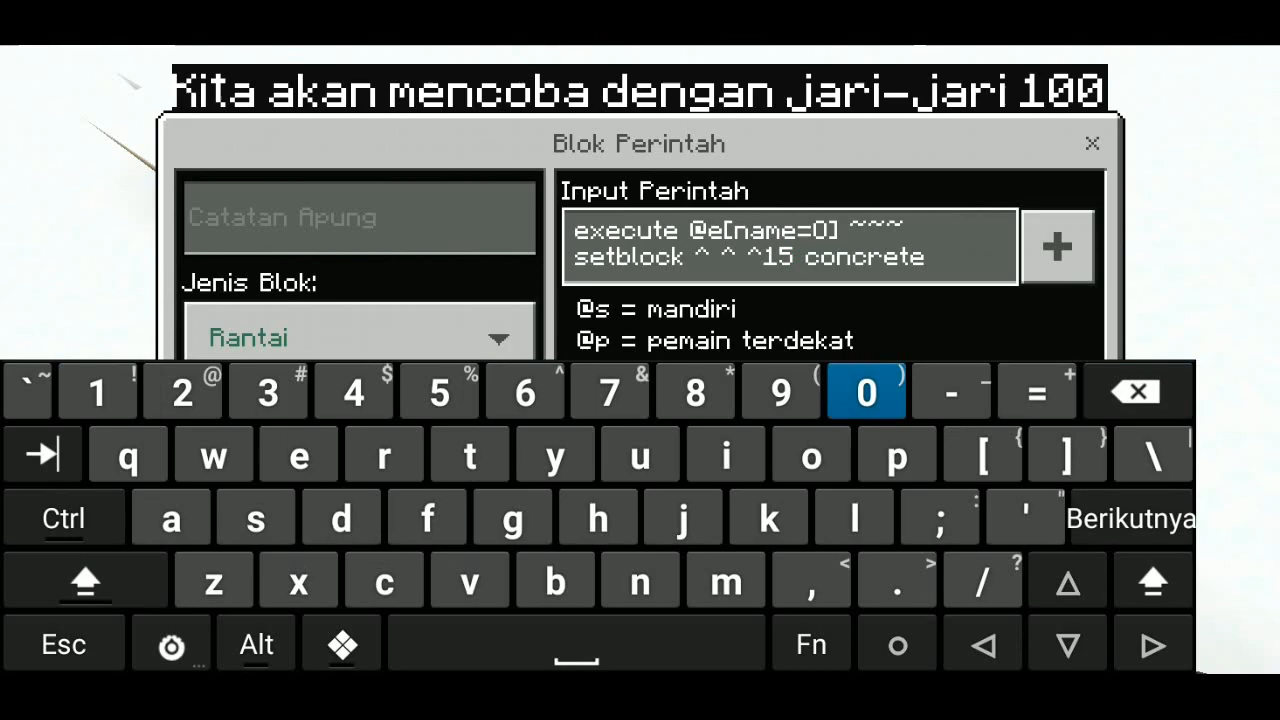 Kita akan mencoba dengan jari-jari 100
Blok Perintah
Catatan Apung
Jenis Blok:
Rantai
Input Perintah
execute @e[name=0] ~~~
setblock ^ ^ ^15 concrete
@s = mandiri
@p = pemain terdekat
` ~ 1 ! 2 @ 3 # 4 $ 5 % 6 ^ 7 & 8 * 9 ( 0 ) - _ = +
q w e r t y u i o p [ { ] } \ |
Ctrl a s d f g h j k l ; : ' " Berikutnya
z x c v b n m , < . > / ?
Esc ... Alt Fn